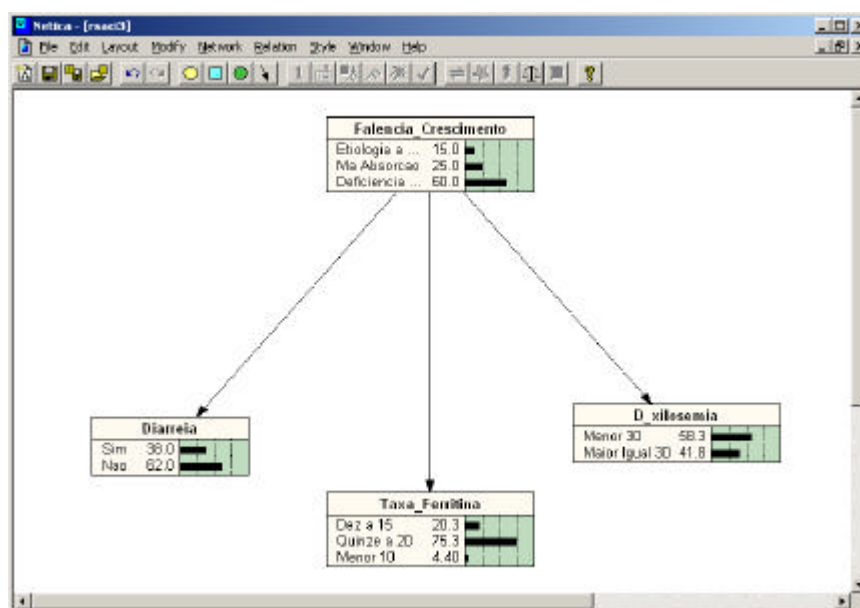 Netica - [rsaci3]
File Edit Layout Modify Network Relation Style Window Help
Falencia_Crescimento
Etiologia a ... 15.0
Ma Absorcao 25.0
Deficiencia ... 60.0
Diarreia
Sim 38.0
Nao 62.0
D_xilosemia
Menor 30 58.3
Maior Igual 30 41.8
Taxa_Ferritina
Dez a 15 20.3
Quinze a 20 75.3
Menor 10 4.40